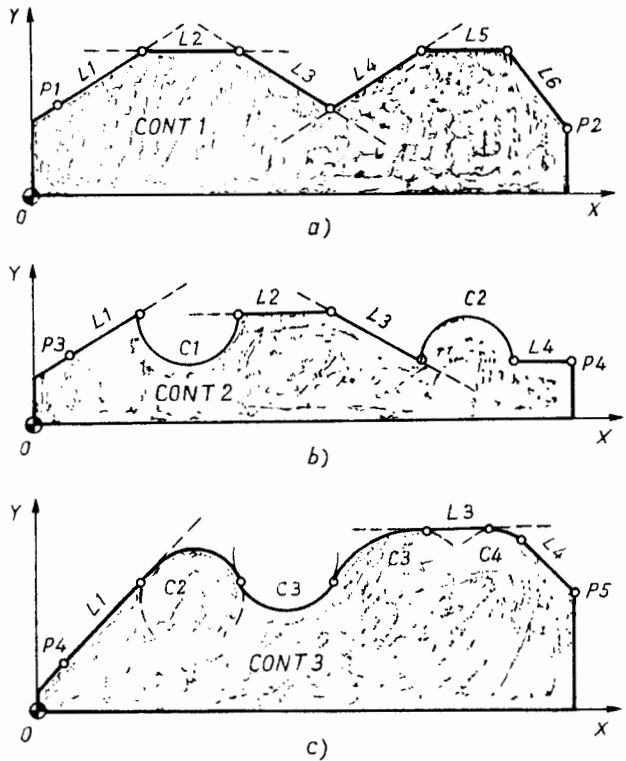 Y
L1
L2
L3
L4
L5
L6
P1
CONT 1
P2
0
X
a)
Y
P3
L1
C1
L2
L3
C2
L4
P4
CONT 2
0
X
b)
Y
P4
L1
C2
C3
C3
L3
C4
L4
P5
CONT 3
0
X
c)